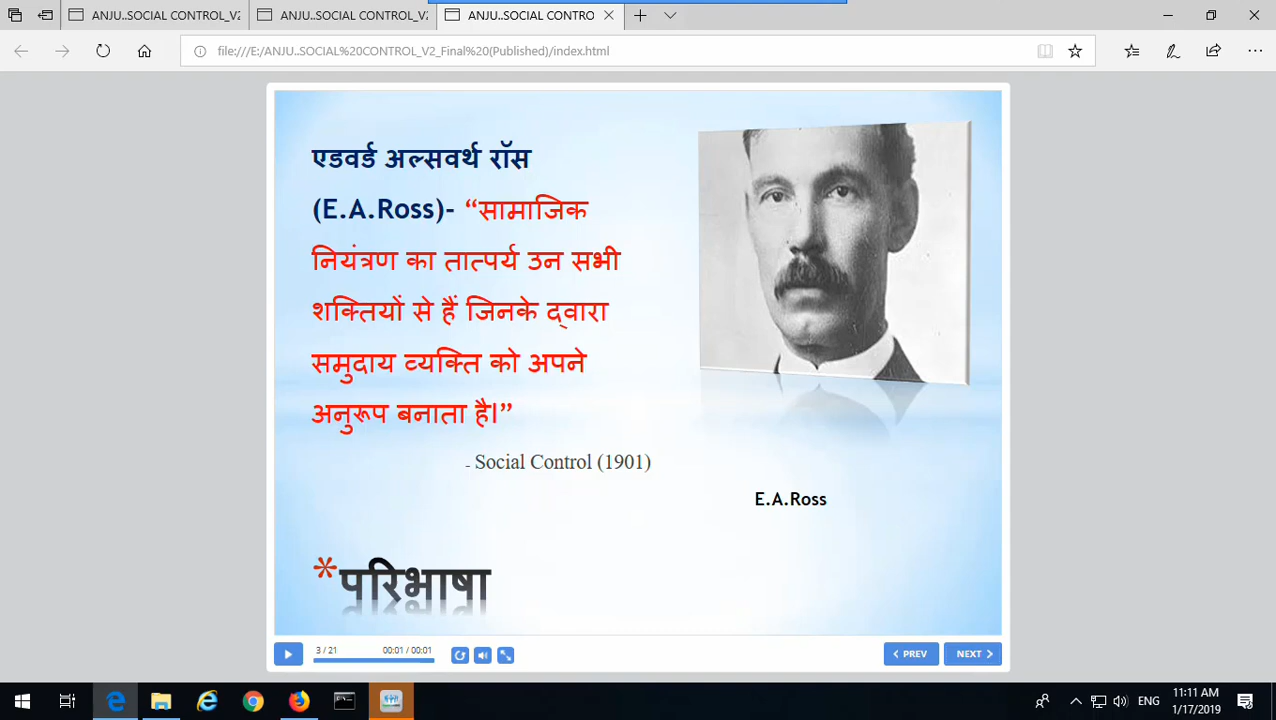 ANJU..SOCIAL CONTROL_V2
ANJU..SOCIAL CONTROL_V2
ANJU..SOCIAL CONTRO
file:///E:/ANJU..SOCIAL%20CONTROL_V2_Final%20(Published)/index.html
एडवर्ड अल्सवर्थ रॉस
(E.A.Ross)- “सामाजिक
नियंत्रण का तात्पर्य उन सभी
शक्तियों से हैं जिनके द्वारा
समुदाय व्यक्ति को अपने
अनुरूप बनाता है।”
- Social Control (1901)
E.A.Ross
*परिभाषा
3 / 21
00:01 / 00:01
PREV
NEXT
ENG
11:11 AM
1/17/2019